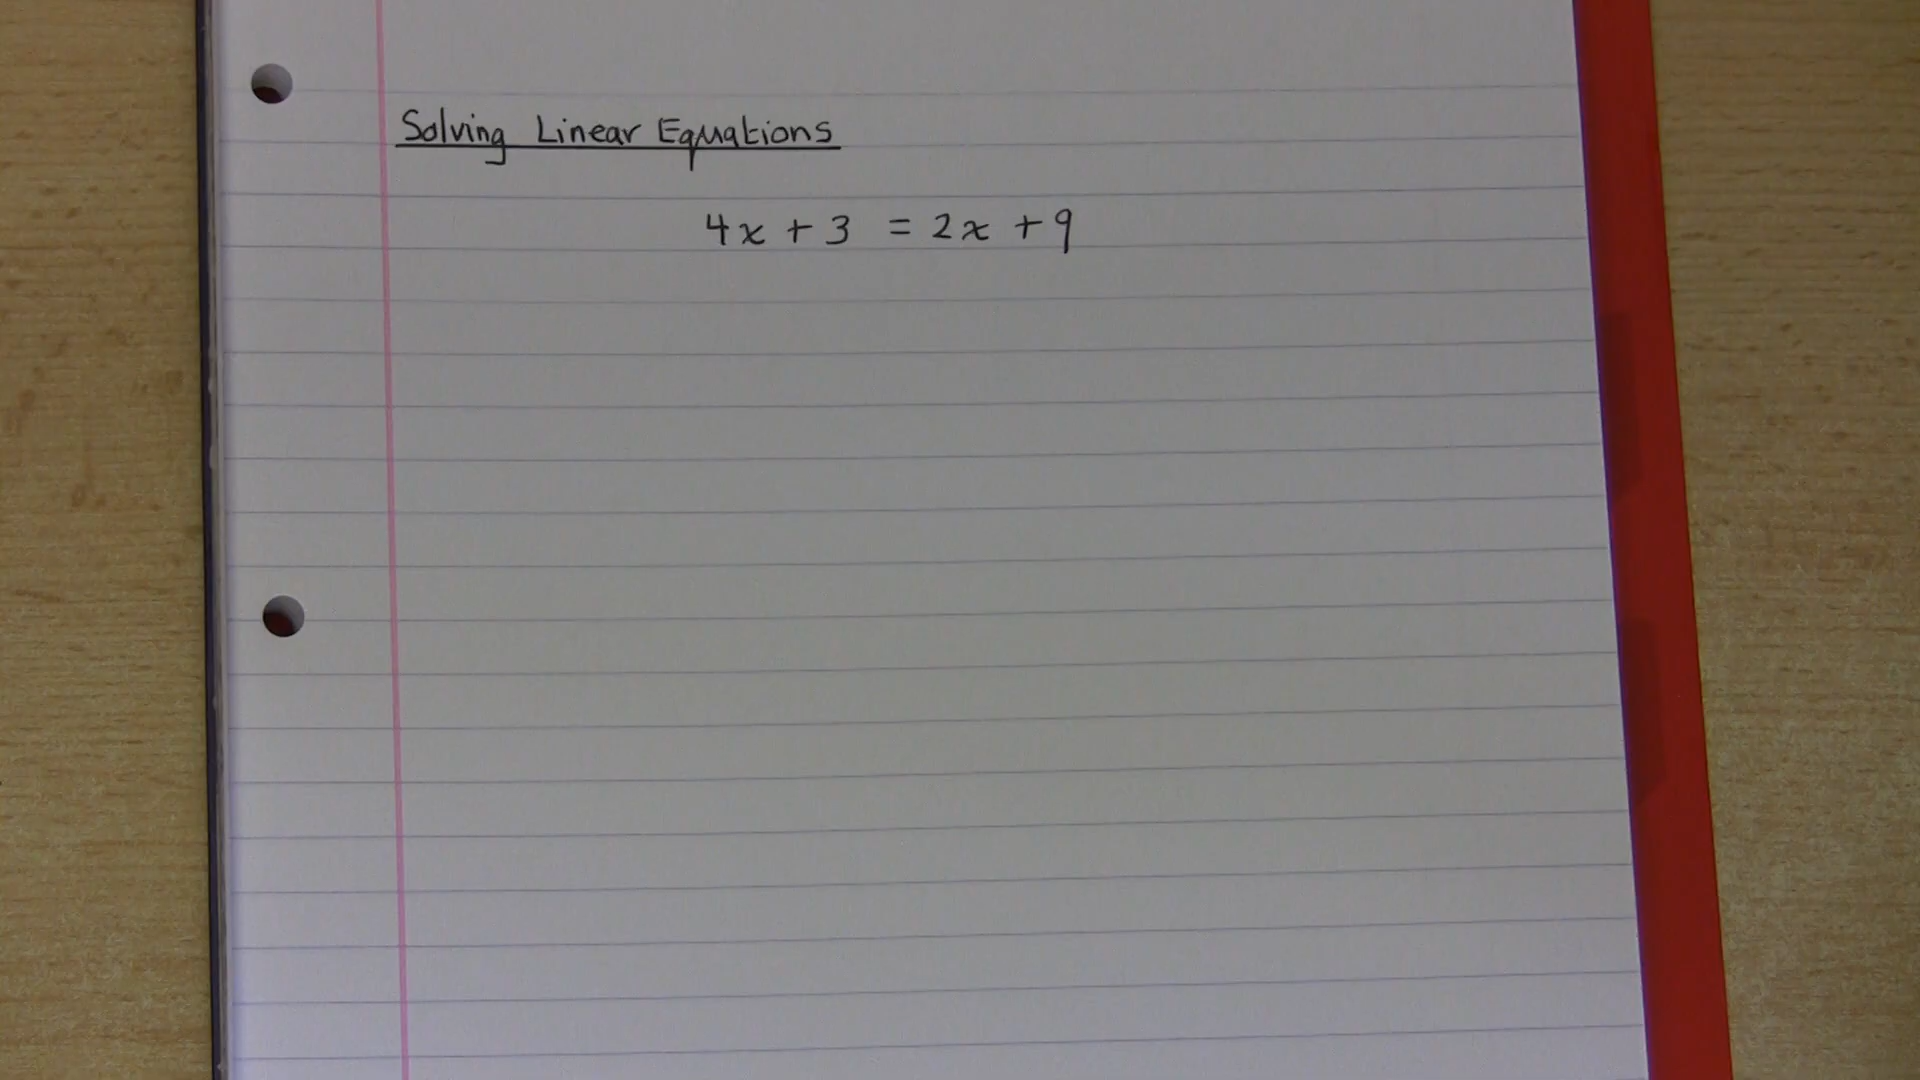 Solving Linear Equations
4x + 3 = 2x + 9